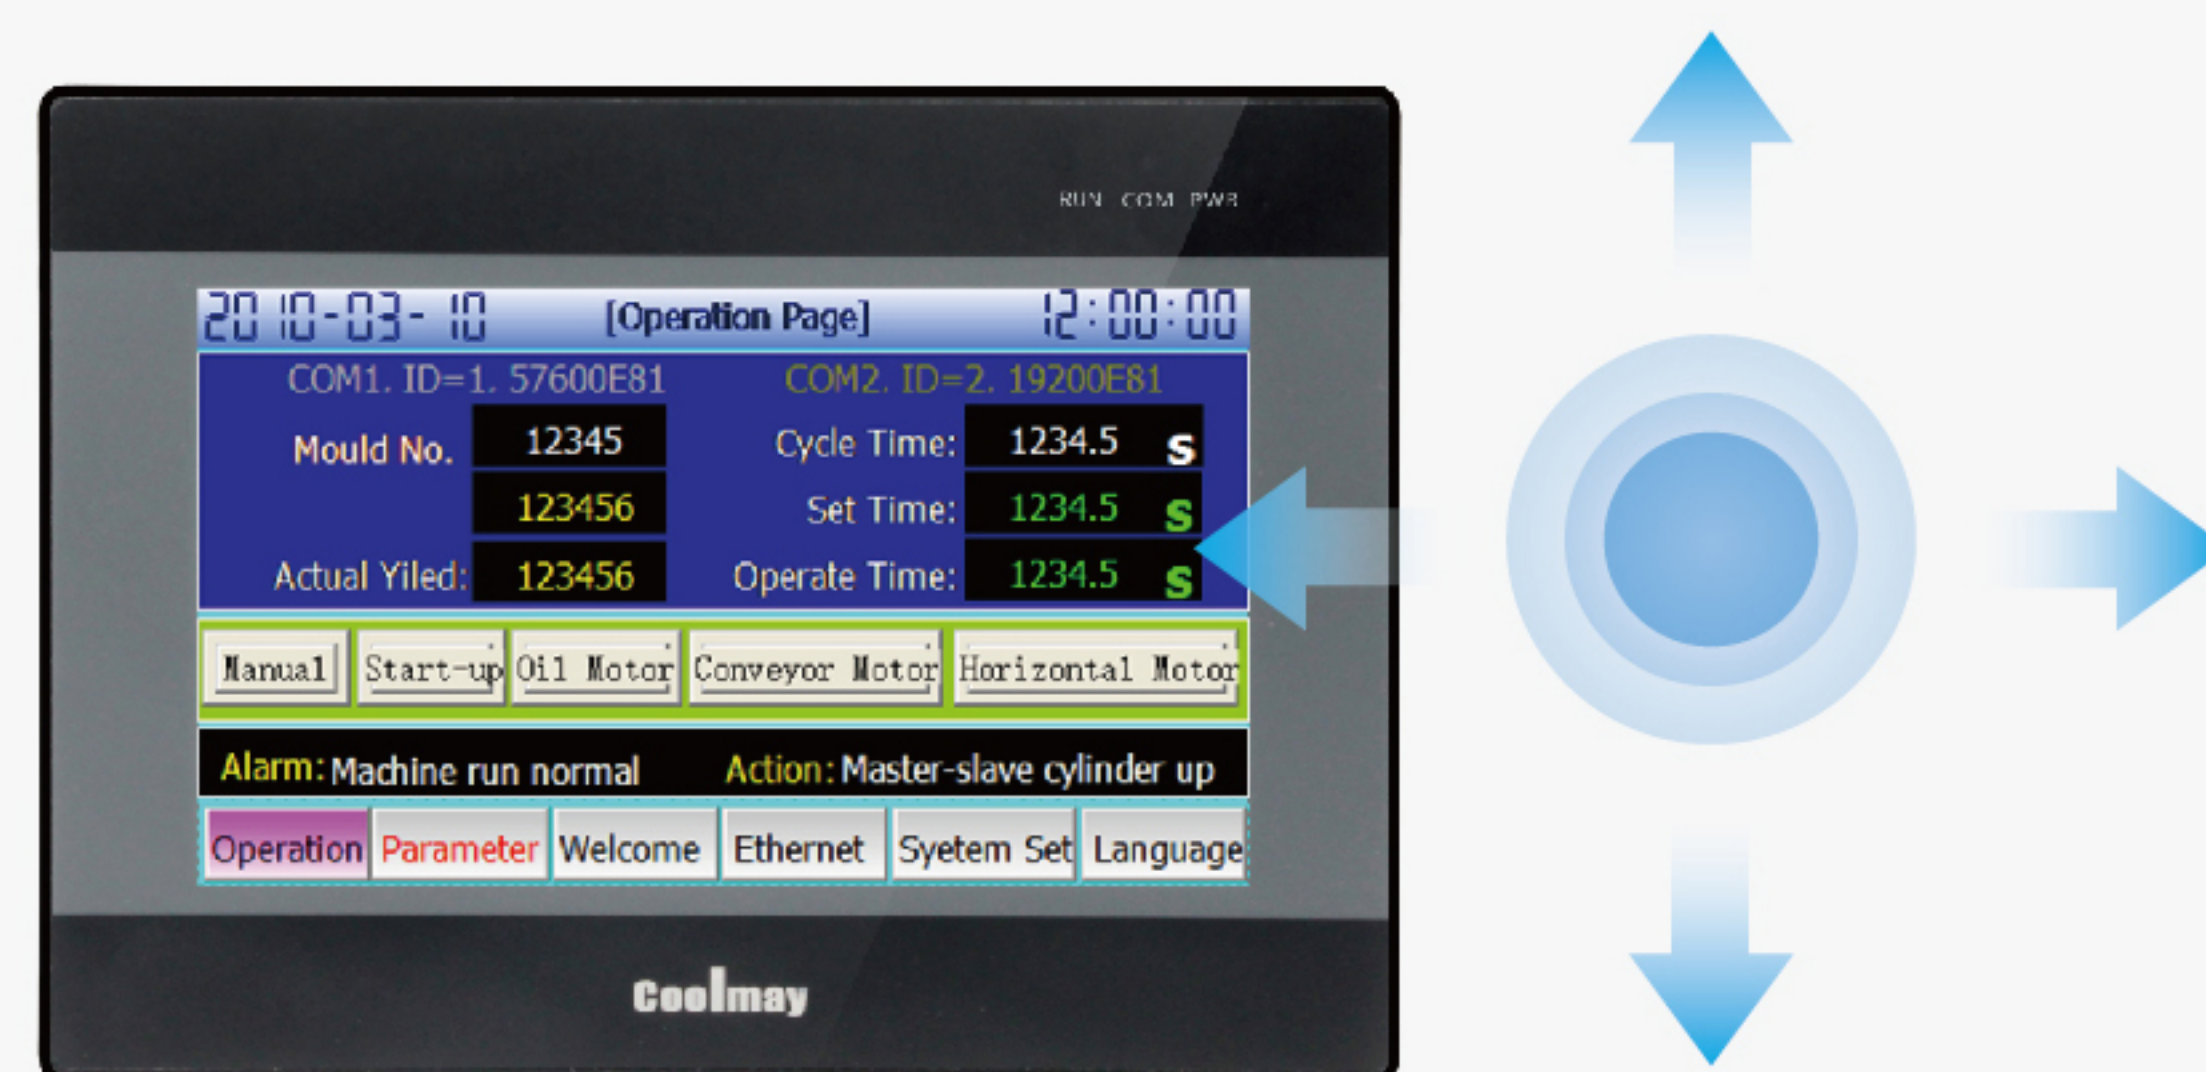 RUN COM PWR
2010-03-10 [Operation Page] 12:00:00
COM1. ID=1. 57600E81 COM2. ID=2. 19200E81
Mould No. 12345 Cycle Time: 1234.5 s
123456 Set Time: 1234.5 s
Actual Yiled: 123456 Operate Time: 1234.5 s
Manual Start-up Oil Motor Conveyor Motor Horizontal Motor
Alarm: Machine run normal Action: Master-slave cylinder up
Operation Parameter Welcome Ethernet Syetem Set Language
Coolmay